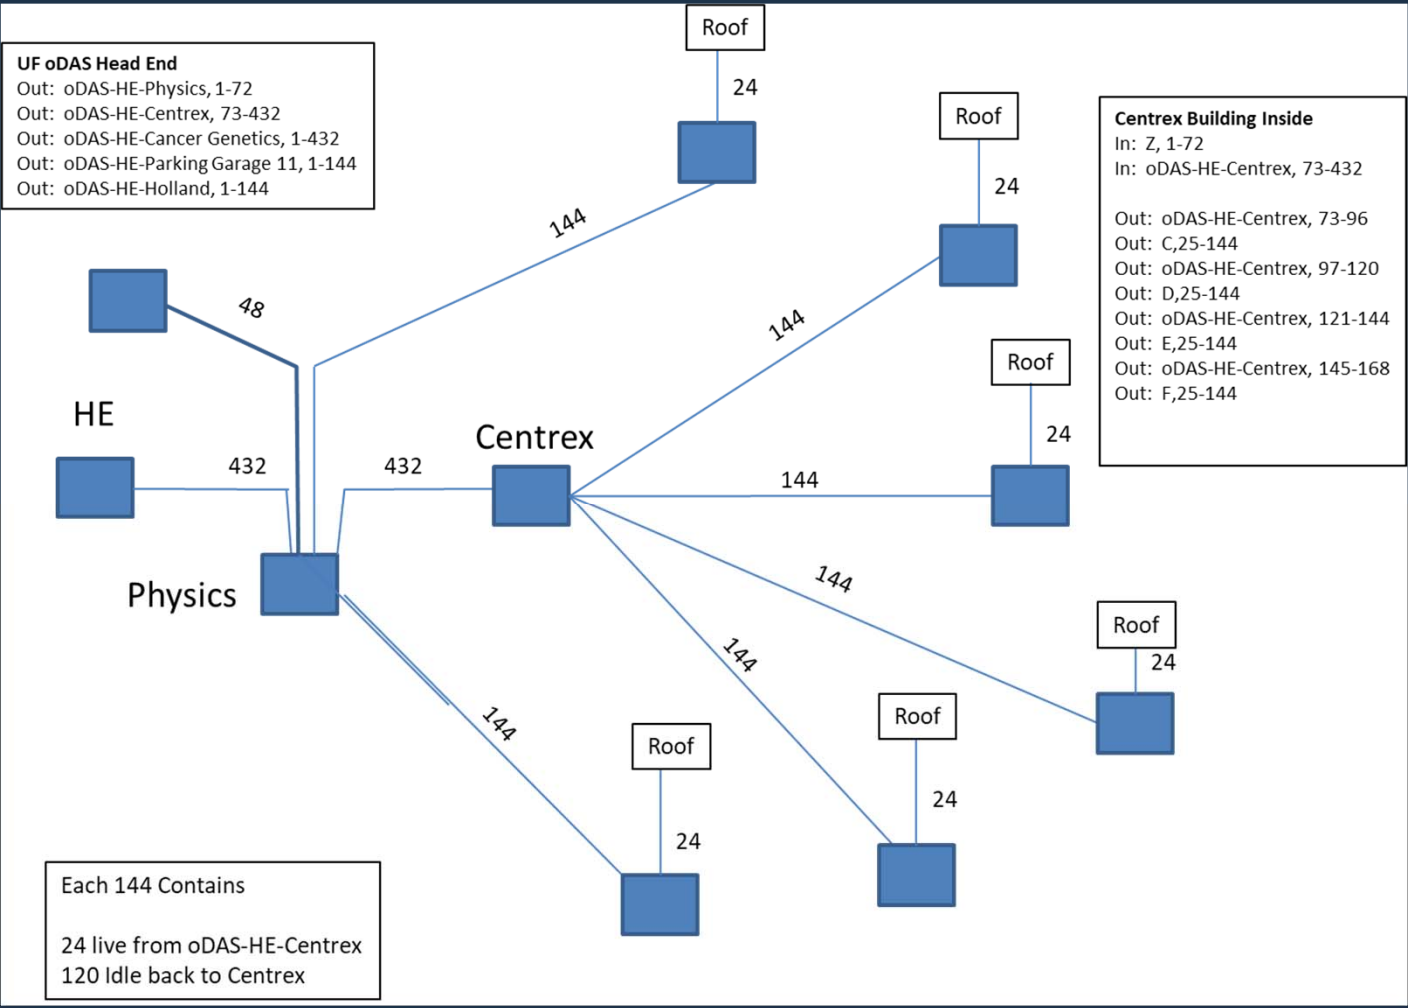 Roof
UF oDAS Head End
Out: oDAS-HE-Physics, 1-72
Out: oDAS-HE-Centrex, 73-432
Out: oDAS-HE-Cancer Genetics, 1-432
Out: oDAS-HE-Parking Garage 11, 1-144
Out: oDAS-HE-Holland, 1-144
24
Roof
Centrex Building Inside
In: Z, 1-72
In: oDAS-HE-Centrex, 73-432
Out: oDAS-HE-Centrex, 73-96
Out: C,25-144
Out: oDAS-HE-Centrex, 97-120
Out: D,25-144
Out: oDAS-HE-Centrex, 121-144
Out: E,25-144
Out: oDAS-HE-Centrex, 145-168
Out: F,25-144
24
144
48
144
Roof
HE
Centrex
24
432
432
144
Physics
144
Roof
24
144
144
Roof
Roof
24
24
Each 144 Contains
24 live from oDAS-HE-Centrex
120 Idle back to Centrex